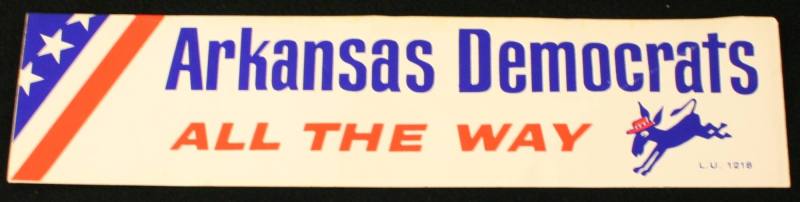 Arkansas Democrats
ALL THE WAY
L.U. 1218